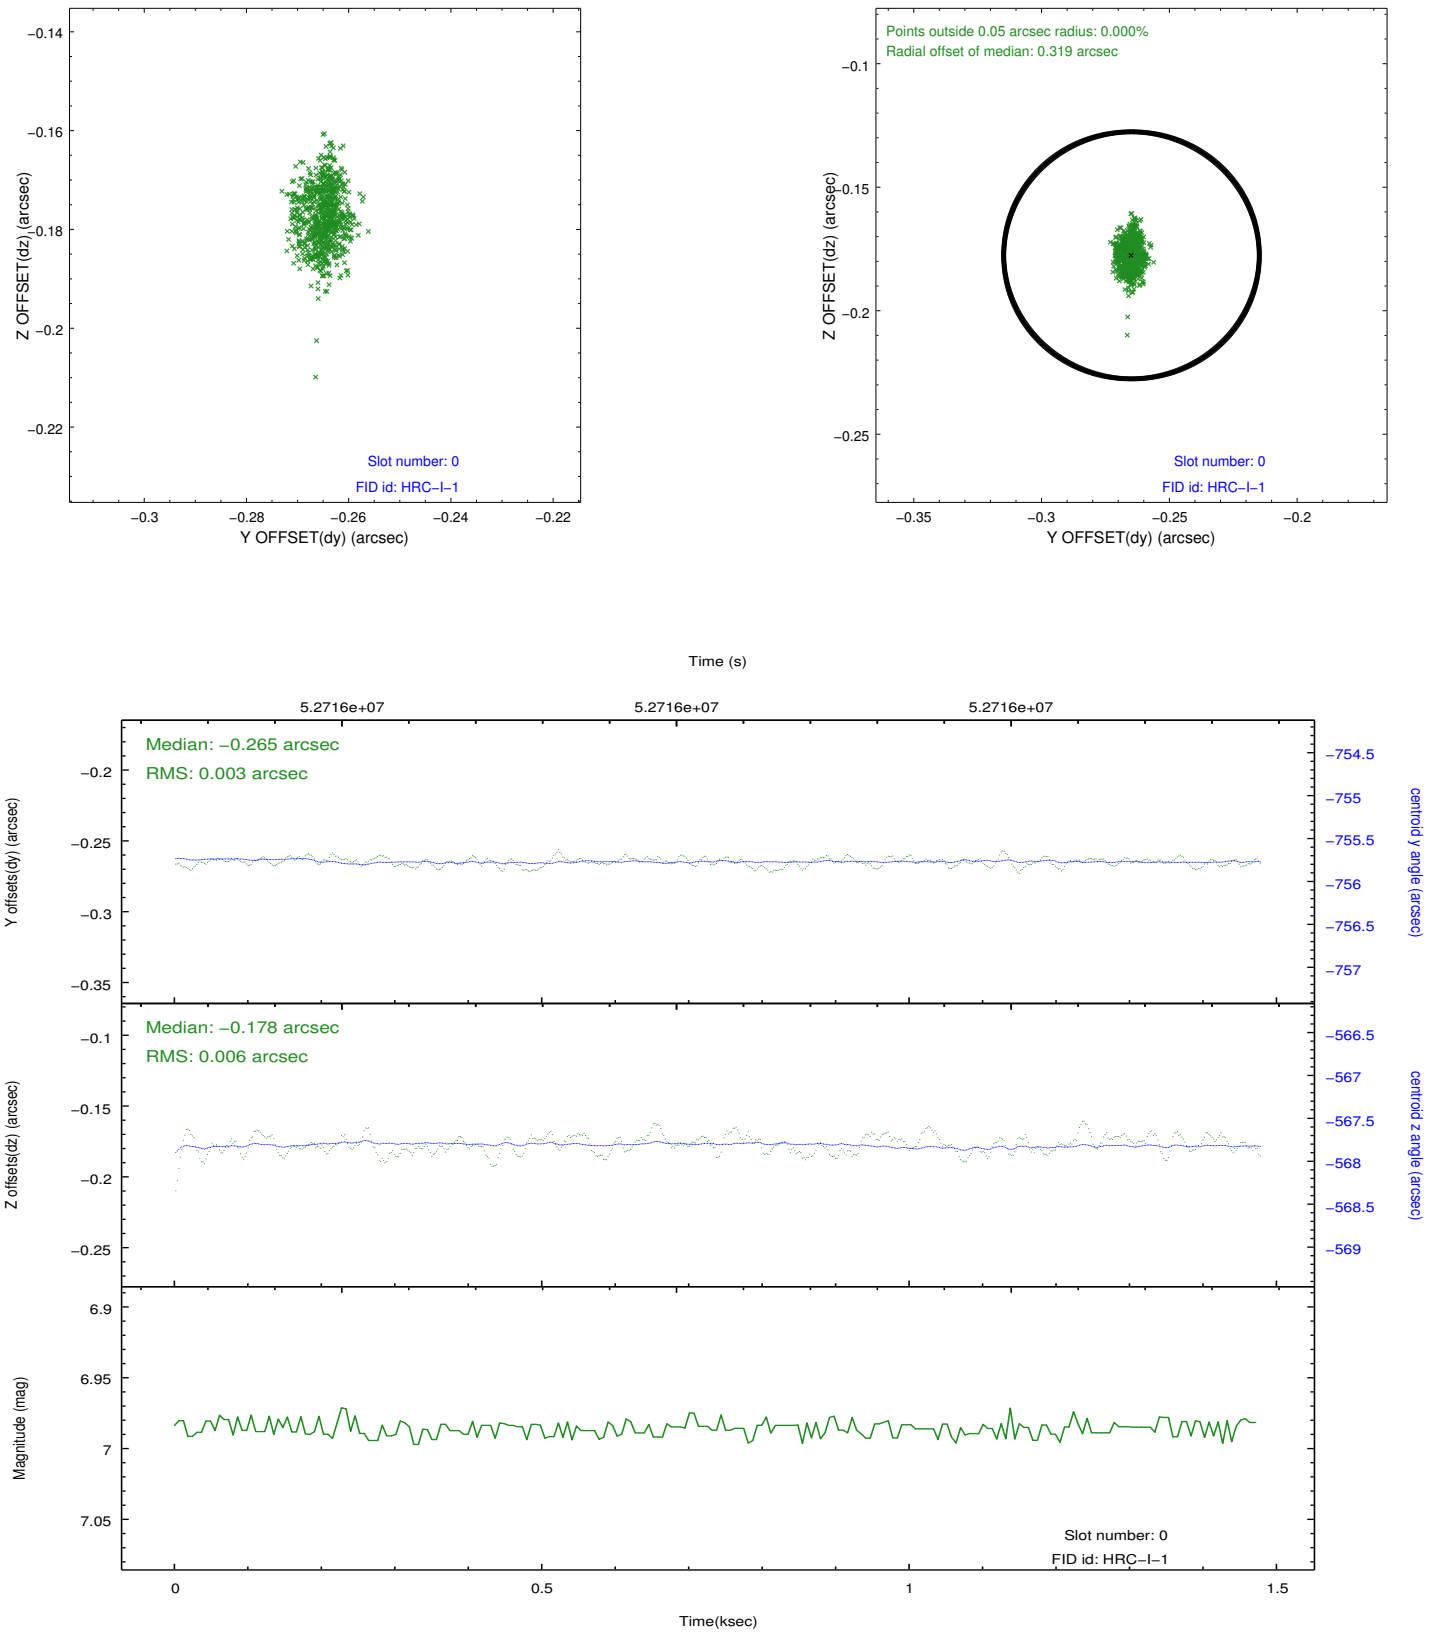 −0.14
−0.16
−0.18
−0.2
−0.22
Z OFFSET(dz) (arcsec)
Slot number: 0
FID id: HRC−I−1
−0.3
−0.28
−0.26
−0.24
−0.22
Y OFFSET(dy) (arcsec)
Points outside 0.05 arcsec radius: 0.000%
Radial offset of median: 0.319 arcsec
−0.1
−0.15
−0.2
−0.25
Z OFFSET(dz) (arcsec)
Slot number: 0
FID id: HRC−I−1
−0.35
−0.3
−0.25
−0.2
Y OFFSET(dy) (arcsec)
Time (s)
5.2716e+07
5.2716e+07
5.2716e+07
Median: −0.265 arcsec
RMS: 0.003 arcsec
−0.2
−0.25
−0.3
−0.35
Y offsets(dy) (arcsec)
−754.5
−755
−755.5
−756
−756.5
−757
centroid y angle (arcsec)
Median: −0.178 arcsec
RMS: 0.006 arcsec
−0.1
−0.15
−0.2
−0.25
Z offsets(dz) (arcsec)
−566.5
−567
−567.5
−568
−568.5
−569
centroid z angle (arcsec)
6.9
6.95
7
7.05
Magnitude (mag)
Slot number: 0
FID id: HRC−I−1
0
0.5
1
1.5
Time(ksec)